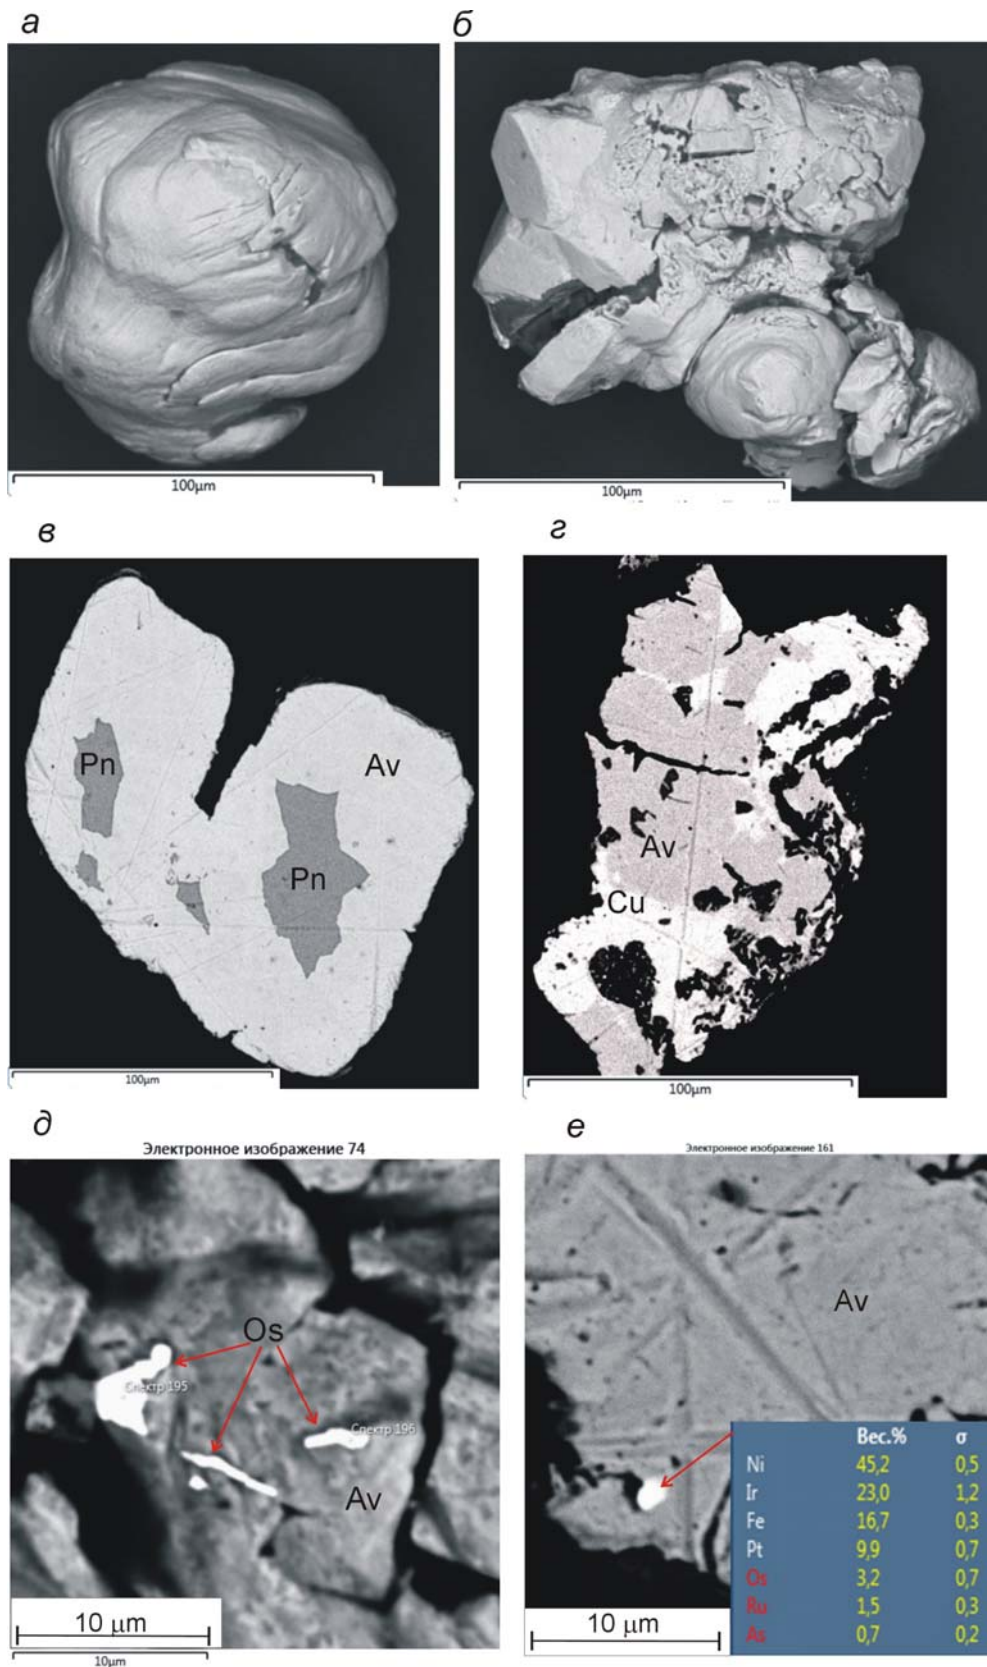 а
б
100μm
100μm
в
г
Pn
Av
Pn
Av
Cu
100μm
100μm
д
е
Электронное изображение 74
Электронное изображение 161
Os
Спектр 195
Спектр 196
Av
10 μm
10μm
Av
Вес.% σ
Ni 45,2 0,5
Ir 23,0 1,2
Fe 16,7 0,3
Pt 9,9 0,7
Os 3,2 0,7
Ru 1,5 0,3
As 0,7 0,2
10 μm